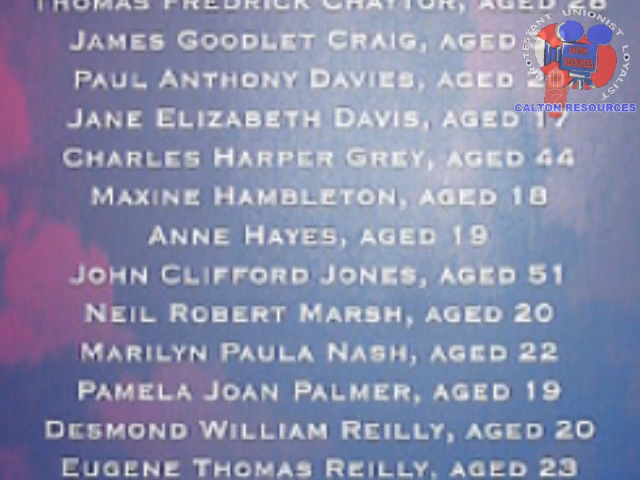 THOMAS FREDRICK CHAYTOR, AGED 28
JAMES GOODLET CRAIG, AGED
PAUL ANTHONY DAVIES, AGED
JANE ELIZABETH DAVIS, AGED 17
CHARLES HARPER GREY, AGED 44
MAXINE HAMBLETON, AGED 18
ANNE HAYES, AGED 19
JOHN CLIFFORD JONES, AGED 51
NEIL ROBERT MARSH, AGED 20
MARILYN PAULA NASH, AGED 22
PAMELA JOAN PALMER, AGED 19
DESMOND WILLIAM REILLY, AGED 20
EUGENE THOMAS REILLY, AGED 23
PROTESTANT UNIONIST LOYALIST
CALTON RESOURCES